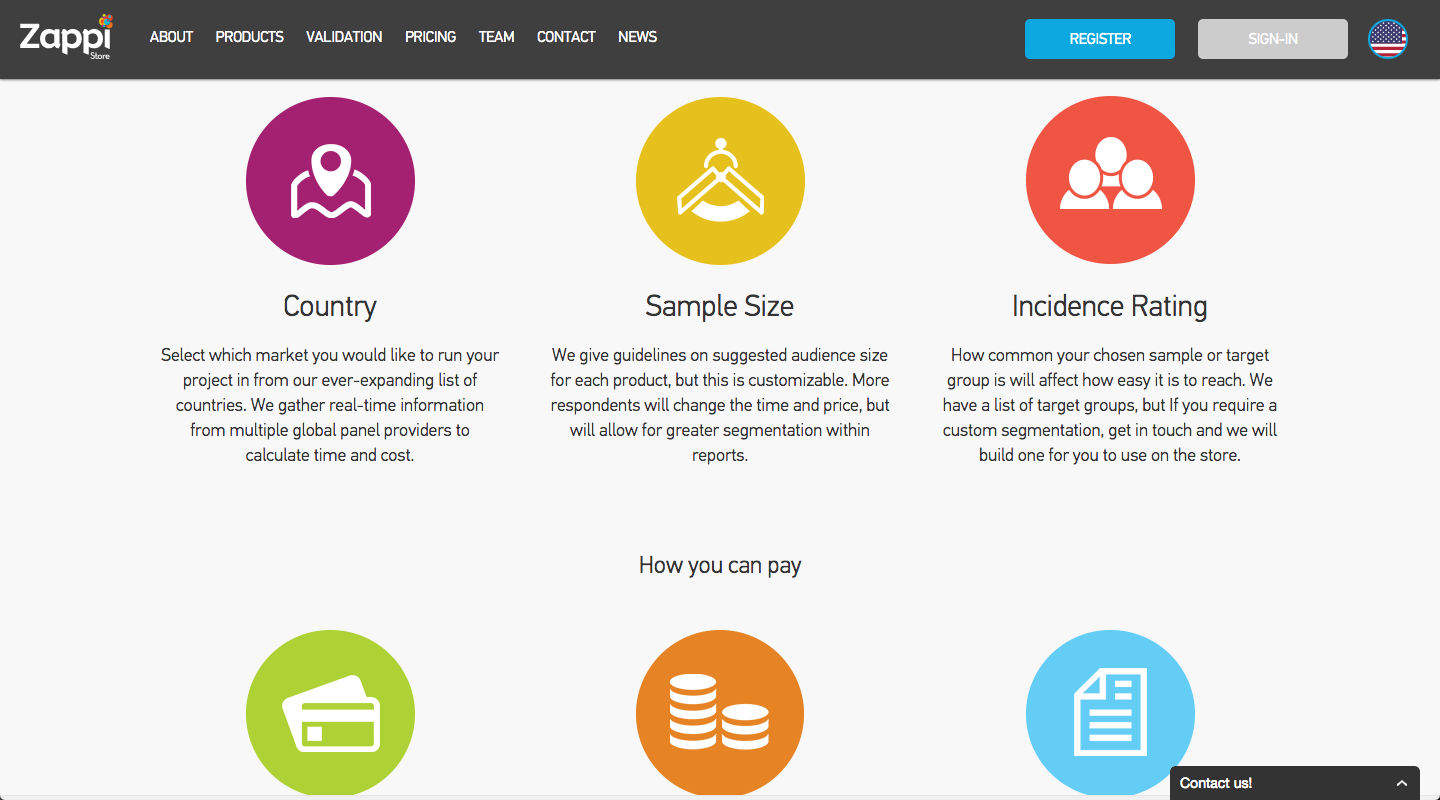 Zappi
Store
ABOUT PRODUCTS VALIDATION PRICING TEAM CONTACT NEWS
REGISTER SIGN-IN
Country
Select which market you would like to run your
project in from our ever-expanding list of
countries. We gather real-time information
from multiple global panel providers to
calculate time and cost.
Sample Size
We give guidelines on suggested audience size
for each product, but this is customizable. More
respondents will change the time and price, but
will allow for greater segmentation within
reports.
Incidence Rating
How common your chosen sample or target
group is will affect how easy it is to reach. We
have a list of target groups, but If you require a
custom segmentation, get in touch and we will
build one for you to use on the store.
How you can pay
Contact us!